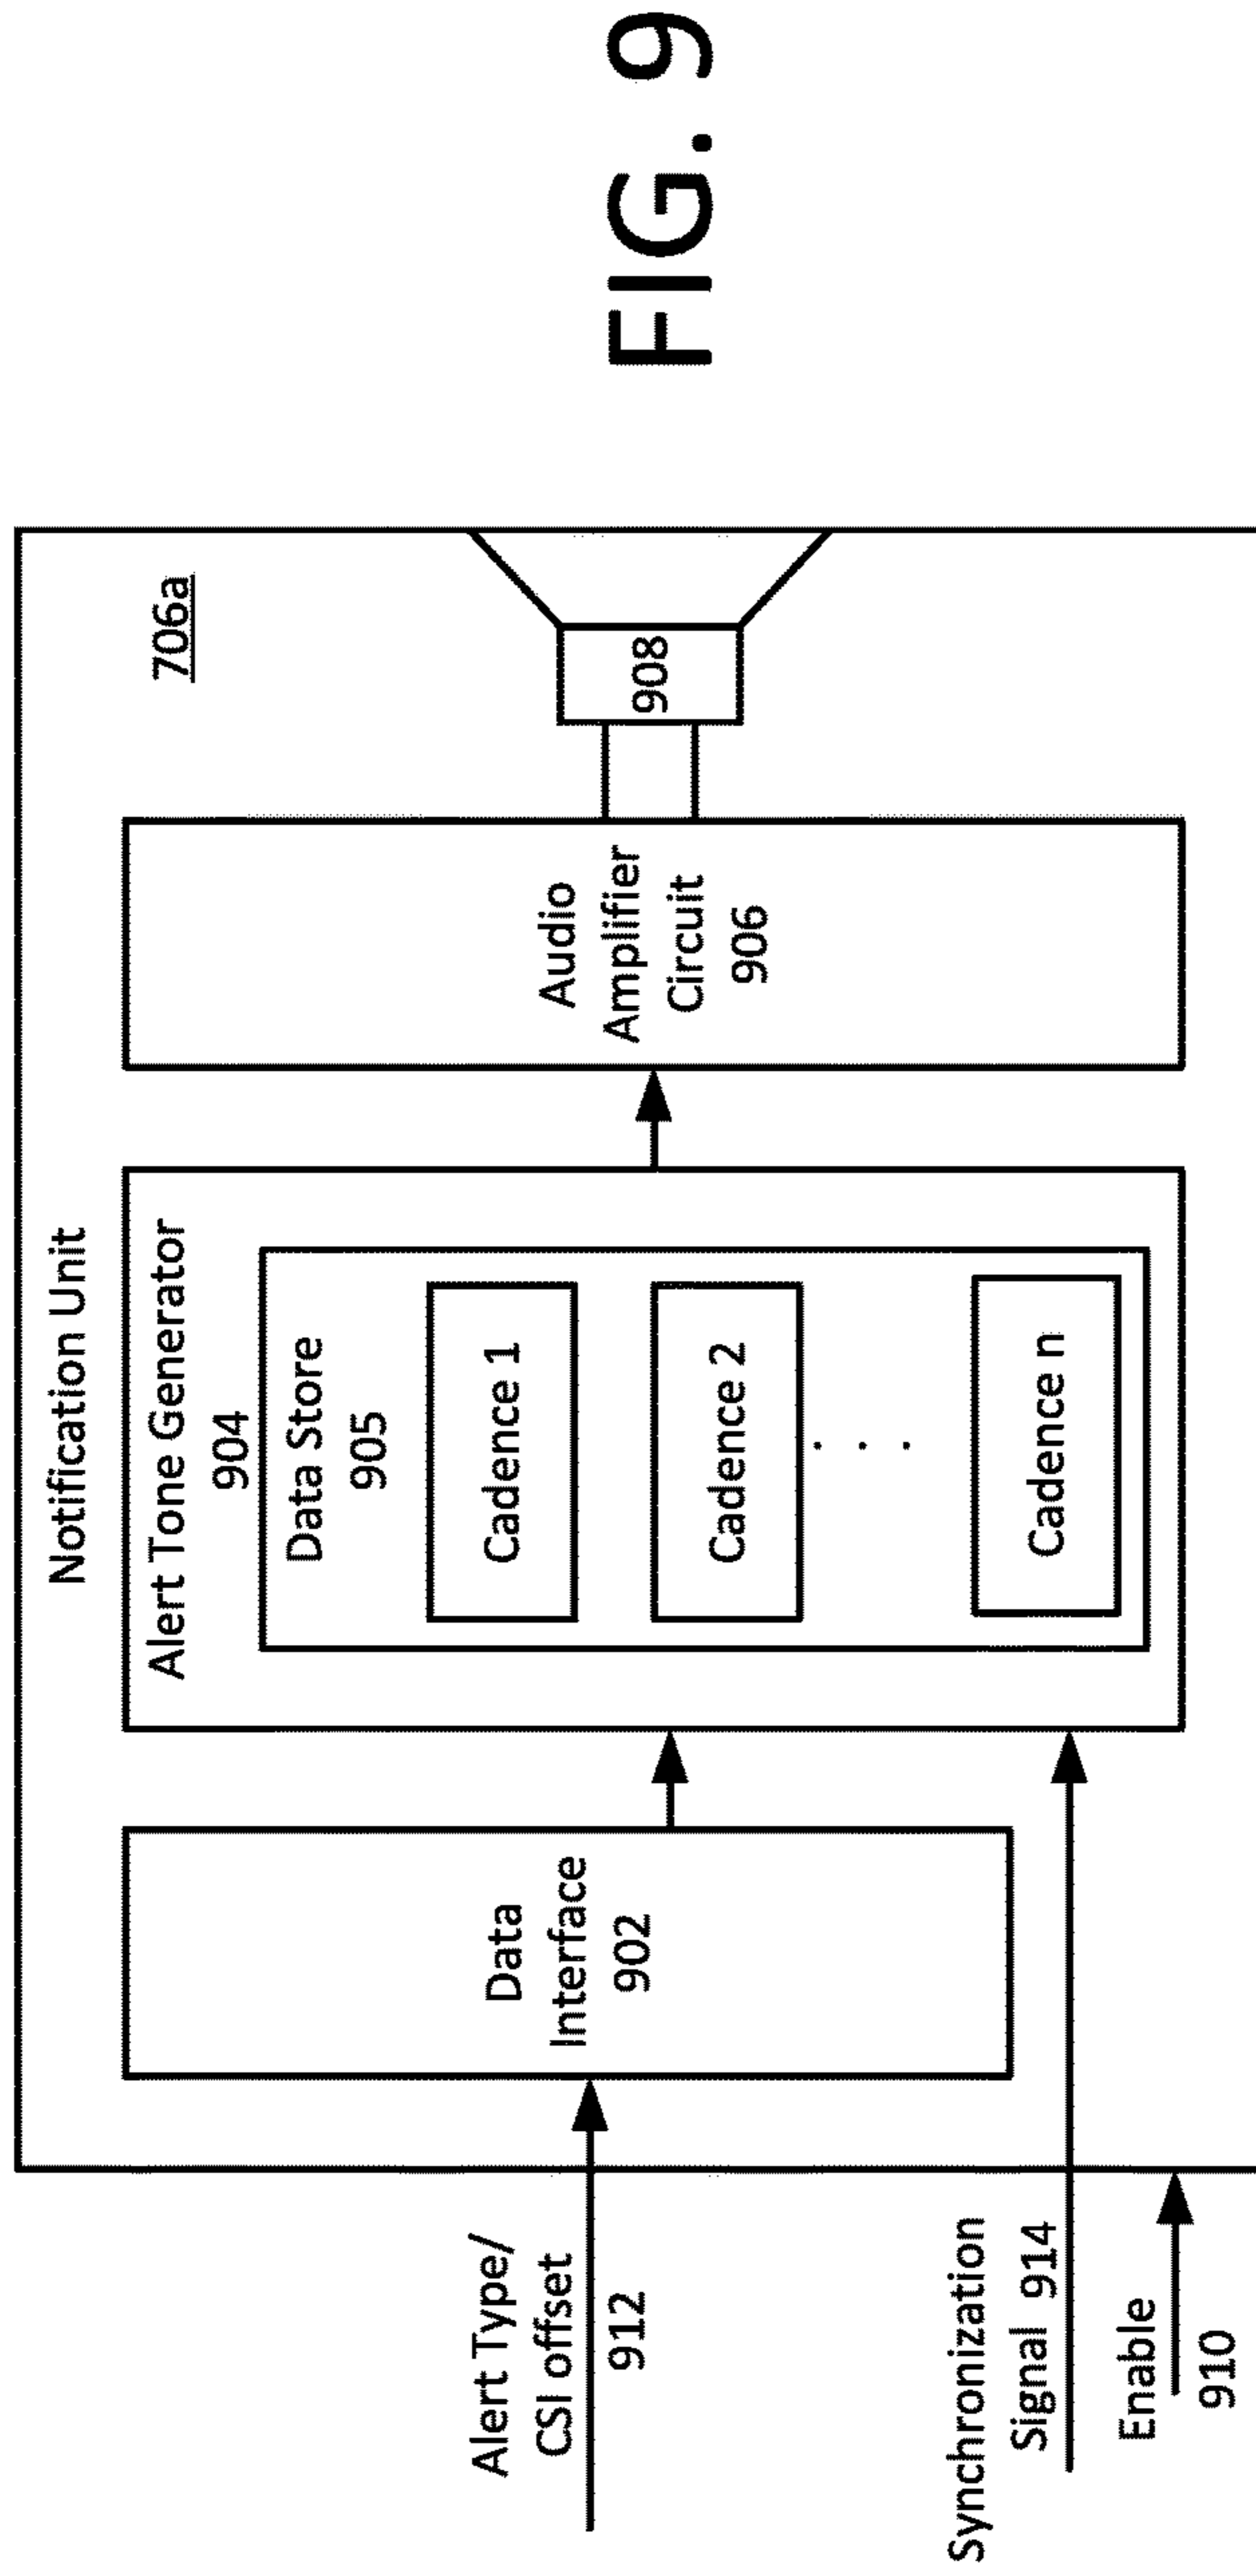 Notification Unit
706a
Alert Tone Generator
904
Data Store
905
Cadence 1
Cadence 2
. . .
Cadence n
Data
Interface
902
Audio
Amplifier
Circuit
906
908
Alert Type/
CSI offset
912
Synchronization
Signal 914
Enable
910
FIG. 9